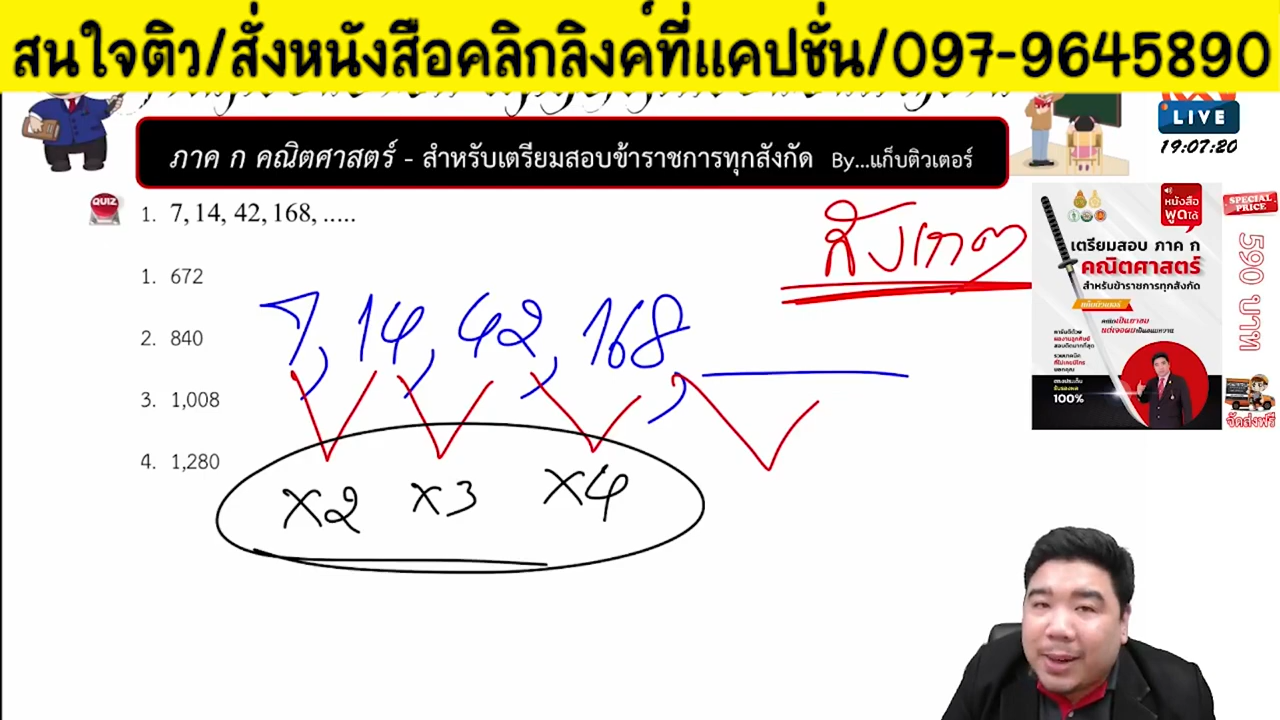 สนใจติว/สั่งหนังสือคลิกลิงค์ที่แคปชั่น/097-9645890
LIVE
19:07:20
ภาค ก คณิตศาสตร์ - สำหรับเตรียมสอบข้าราชการทุกสังกัด By...แก็บติวเตอร์
QUIZ
1. 7, 14, 42, 168, .....
สังเกต
1. 672
2. 840
3. 1,008
4. 1,280
7, 14, 42, 168,
x2 x3 x4
หนังสือ
พูดได้
เตรียมสอบ ภาค ก
คณิตศาสตร์
สำหรับข้าราชการทุกสังกัด
100%
SPECIAL
PRICE
590 บาท
จัดส่งฟรี